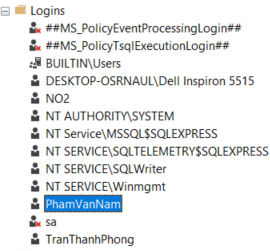 Logins
##MS_PolicyEventProcessingLogin##
##MS_PolicyTsqlExecutionLogin##
BUILTIN\Users
DESKTOP-OSRNAUL\Dell Inspiron 5515
NO2
NT AUTHORITY\SYSTEM
NT Service\MSSQL$SQLEXPRESS
NT SERVICE\SQLTELEMETRY$SQLEXPRESS
NT SERVICE\SQLWriter
NT SERVICE\Winmgmt
PhamVanNam
sa
TranThanhPhong